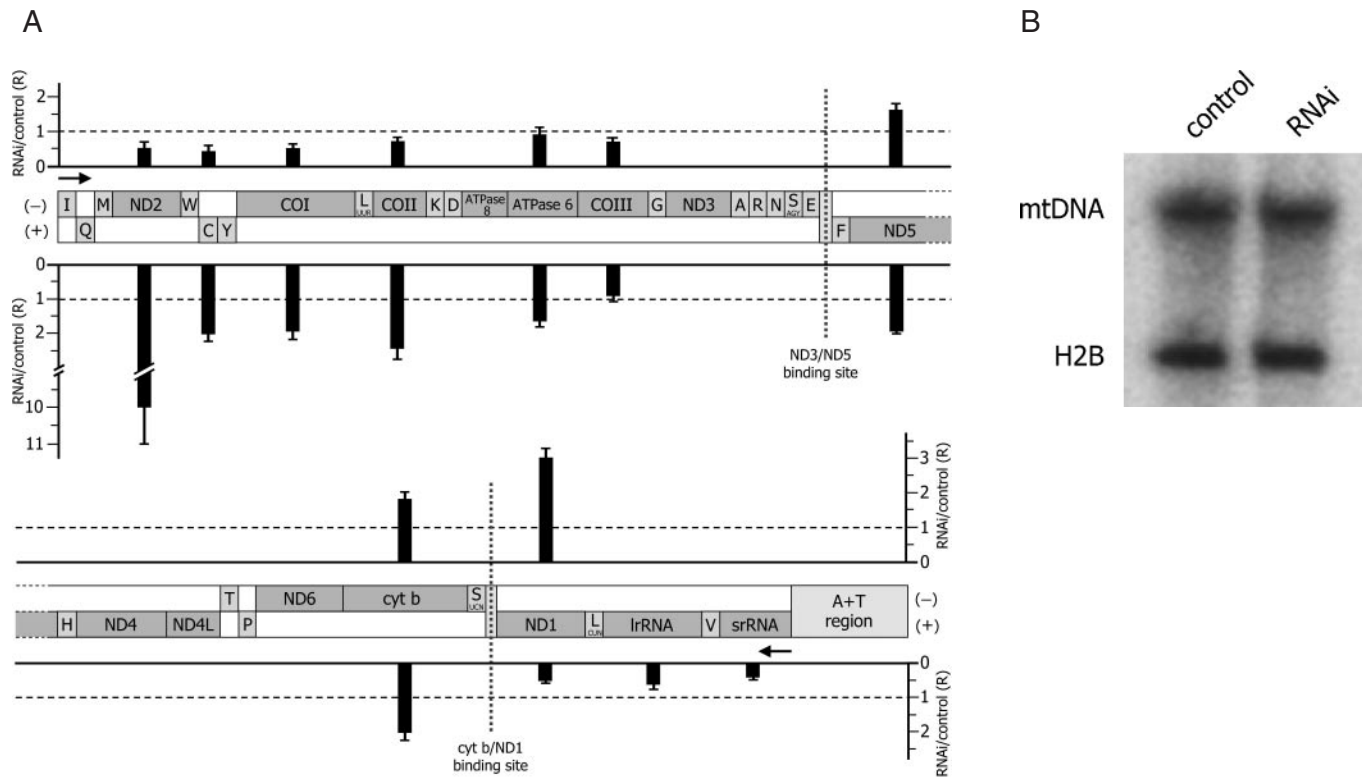 A
B
RNAi/control (R)
2
1
0
(−) I M ND2 W COI L UUR COII K D ATPase 8 ATPase 6 COIII G ND3 A R N S AGY E
(+) Q C Y F ND5
RNAi/control (R)
0
1
2
10
11
ND3/ND5
binding site
RNAi/control (R)
3
2
1
0
T ND6 cyt b S UCN A+T region (−)
H ND4 ND4L P ND1 L CUN lrRNA V srRNA (+)
RNAi/control (R)
0
1
2
cyt b/ND1
binding site
control RNAi
mtDNA
H2B